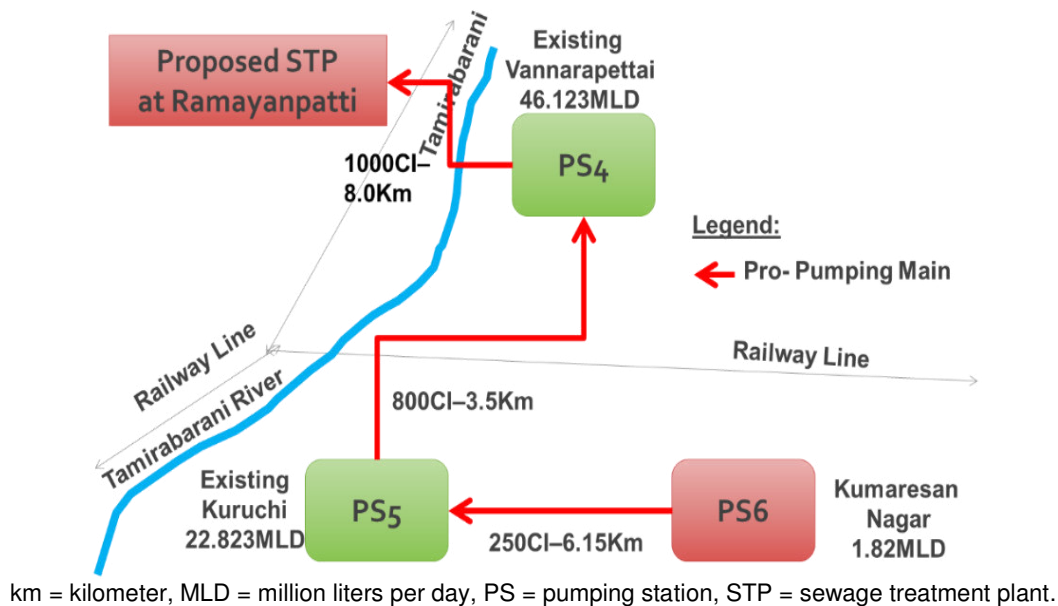 Proposed STP
at Ramayanpatti
Existing
Vannarapettai
46.123MLD
Tamirabarani
1000CI–
8.0Km
PS4
Legend:
Pro- Pumping Main
Railway Line
Railway Line
Tamirabarani River
800CI–3.5Km
Existing
Kuruchi
22.823MLD
PS5
250CI–6.15Km
PS6
Kumaresan
Nagar
1.82MLD
km = kilometer, MLD = million liters per day, PS = pumping station, STP = sewage treatment plant.